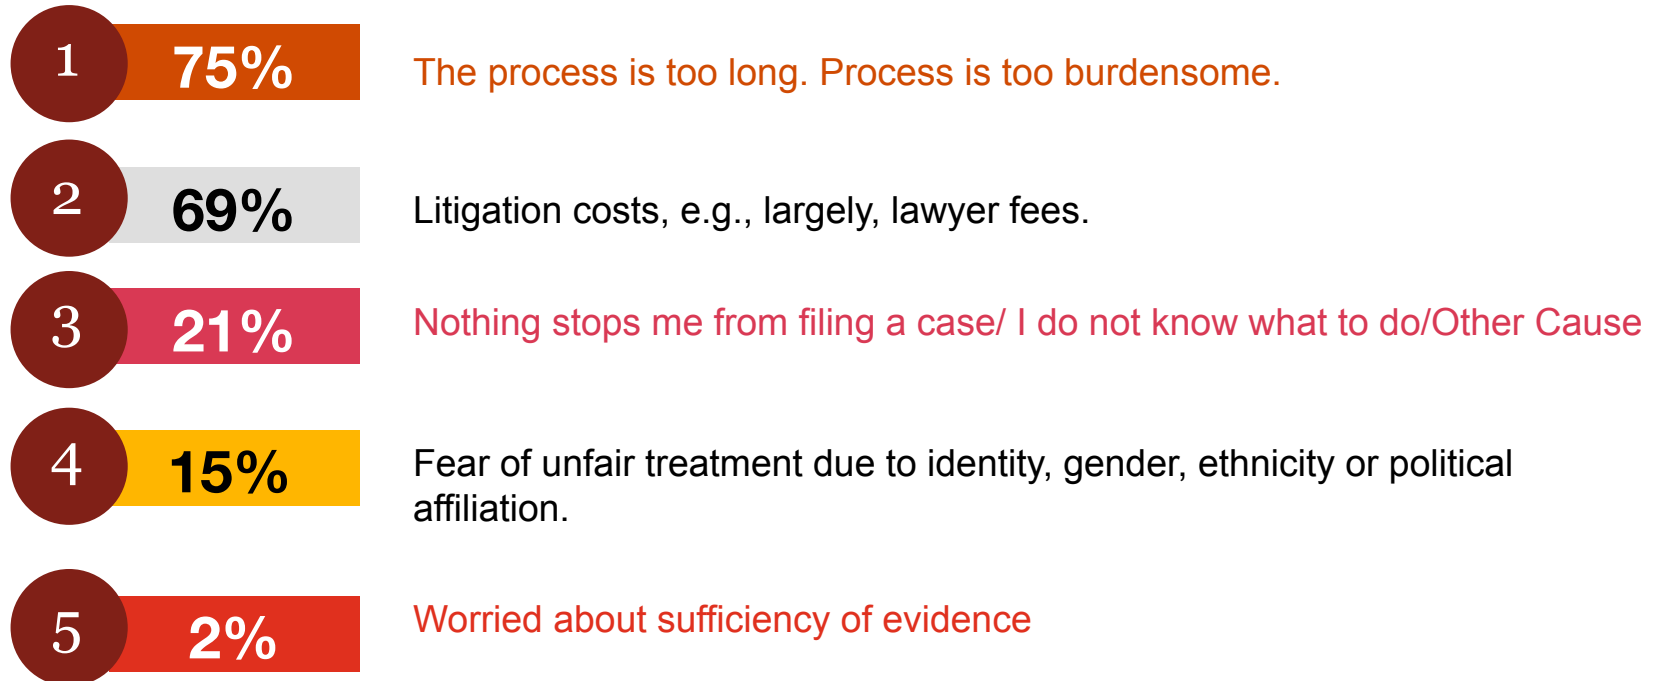 1 75% The process is too long. Process is too burdensome.
2 69% Litigation costs, e.g., largely, lawyer fees.
3 21% Nothing stops me from filing a case/ I do not know what to do/Other Cause
4 15% Fear of unfair treatment due to identity, gender, ethnicity or political
affiliation.
5 2% Worried about sufficiency of evidence